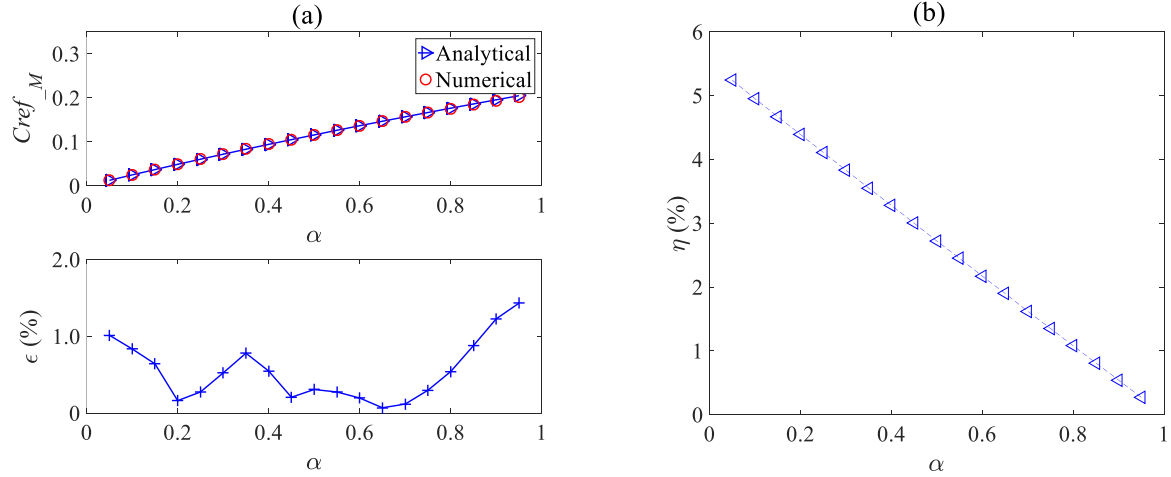 (a)
0.3
0.2
0.1
0
Cref_M
Analytical
Numerical
0 0.2 0.4 0.6 0.8 1
α
2.0
1.0
0
ϵ (%)
0 0.2 0.4 0.6 0.8 1
α
(b)
6
5
4
3
2
1
0
η (%)
0 0.2 0.4 0.6 0.8 1
α